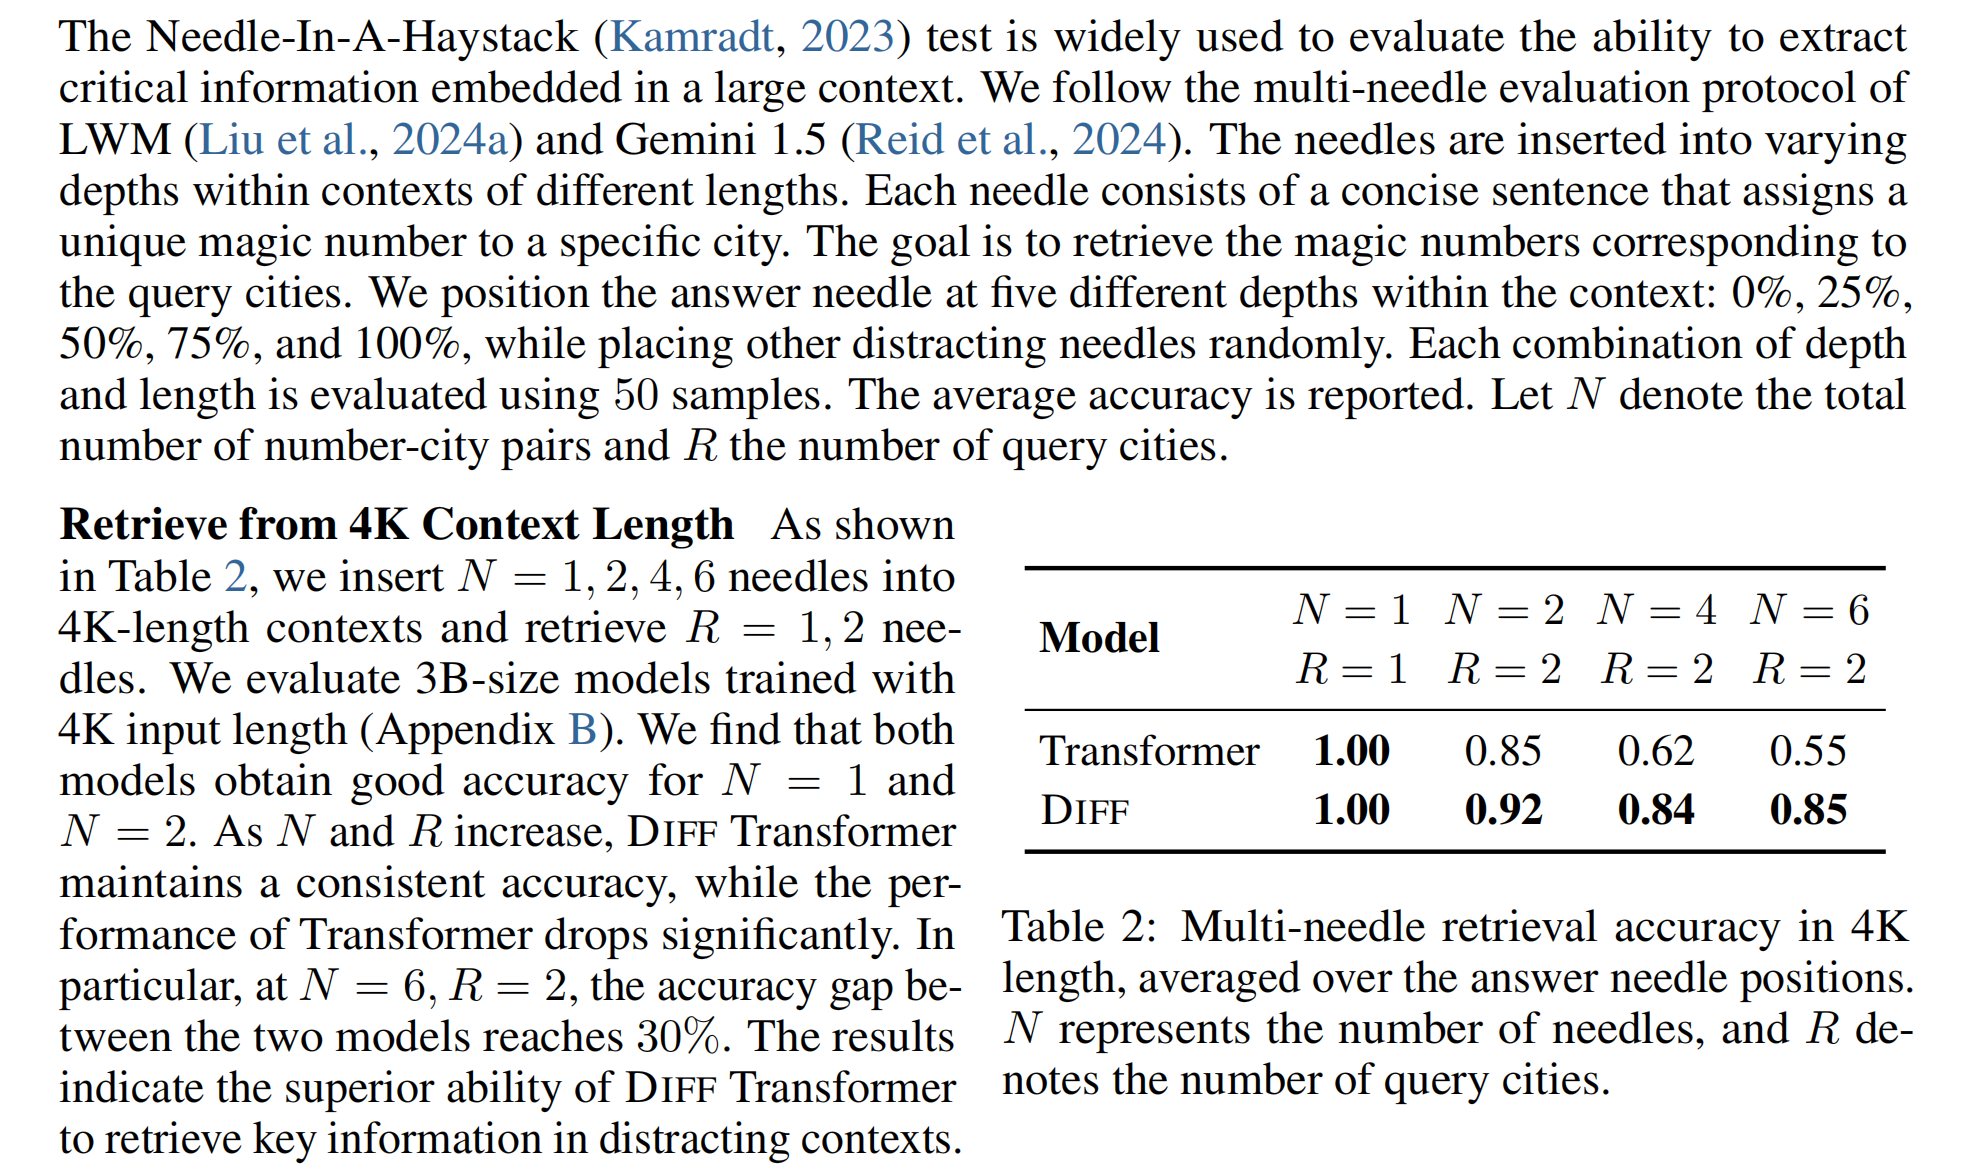 The Needle-In-A-Haystack (Kamradt, 2023) test is widely used to evaluate the ability to extract
critical information embedded in a large context. We follow the multi-needle evaluation protocol of
LWM (Liu et al., 2024a) and Gemini 1.5 (Reid et al., 2024). The needles are inserted into varying
depths within contexts of different lengths. Each needle consists of a concise sentence that assigns a
unique magic number to a specific city. The goal is to retrieve the magic numbers corresponding to
the query cities. We position the answer needle at five different depths within the context: 0%, 25%,
50%, 75%, and 100%, while placing other distracting needles randomly. Each combination of depth
and length is evaluated using 50 samples. The average accuracy is reported. Let N denote the total
number of number-city pairs and R the number of query cities.
Retrieve from 4K Context Length As shown
in Table 2, we insert N = 1, 2, 4, 6 needles into
4K-length contexts and retrieve R = 1, 2 nee-
dles. We evaluate 3B-size models trained with
4K input length (Appendix B). We find that both
models obtain good accuracy for N = 1 and
N = 2. As N and R increase, DIFF Transformer
maintains a consistent accuracy, while the per-
formance of Transformer drops significantly. In
particular, at N = 6, R = 2, the accuracy gap be-
tween the two models reaches 30%. The results
indicate the superior ability of DIFF Transformer
to retrieve key information in distracting contexts.
Model
N = 1 N = 2 N = 4 N = 6
R = 1 R = 2 R = 2 R = 2
Transformer 1.00 0.85 0.62 0.55
DIFF 1.00 0.92 0.84 0.85
Table 2: Multi-needle retrieval accuracy in 4K
length, averaged over the answer needle positions.
N represents the number of needles, and R de-
notes the number of query cities.